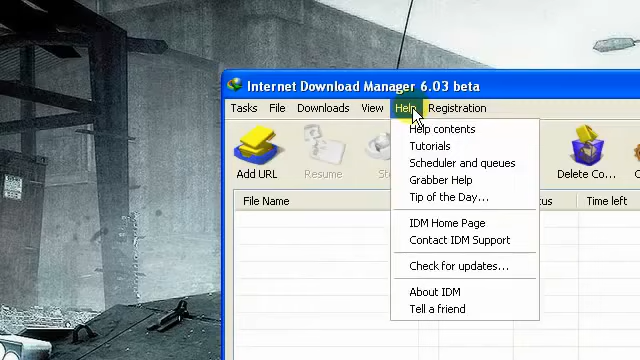 Internet Download Manager 6.03 beta
Tasks File Downloads View Help Registration
Add URL Resume Delete Co...
File Name Time left
Help contents
Tutorials
Scheduler and queues
Grabber Help
Tip of the Day...
IDM Home Page
Contact IDM Support
Check for updates...
About IDM
Tell a friend